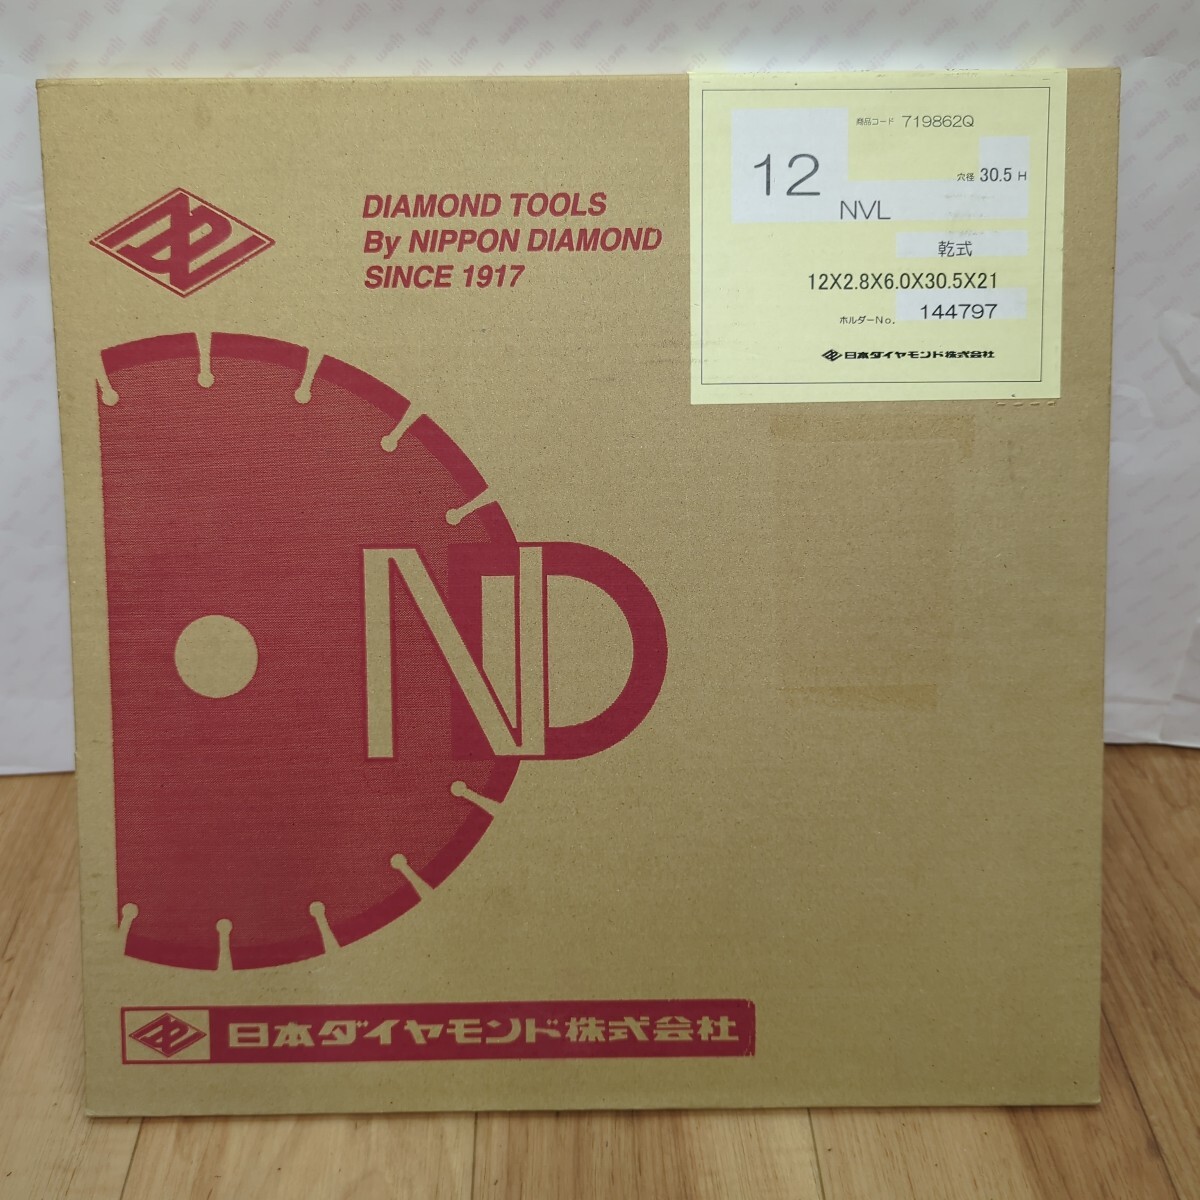 DIAMOND TOOLS
By NIPPON DIAMOND
SINCE 1917
商品コード 719862Q
12
穴径 30.5 H
NVL
乾式
12X2.8X6.0X30.5X21
ホルダーNo. 144797
日本ダイヤモンド株式会社
ND
日本ダイヤモンド株式会社